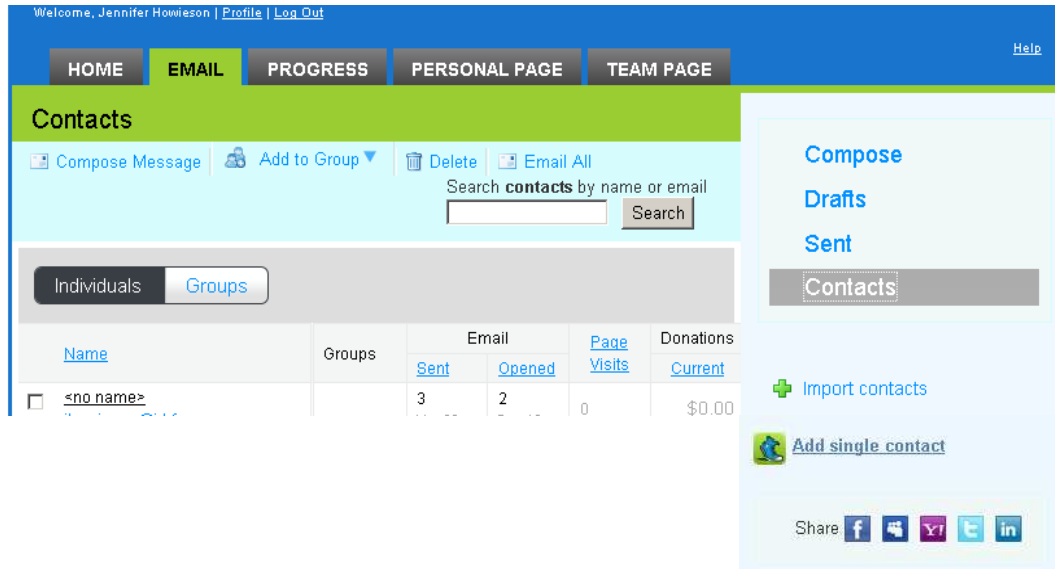 Welcome, Jennifer Howieson | Profile | Log Out
Help
HOME EMAIL PROGRESS PERSONAL PAGE TEAM PAGE
Contacts
Compose Message Add to Group Delete Email All
Search contacts by name or email
Search
Individuals Groups
Name Groups Email Page Visits Donations
Sent Opened Current
<no name> 3 2 0 $0.00
Compose
Drafts
Sent
Contacts
Import contacts
Add single contact
Share